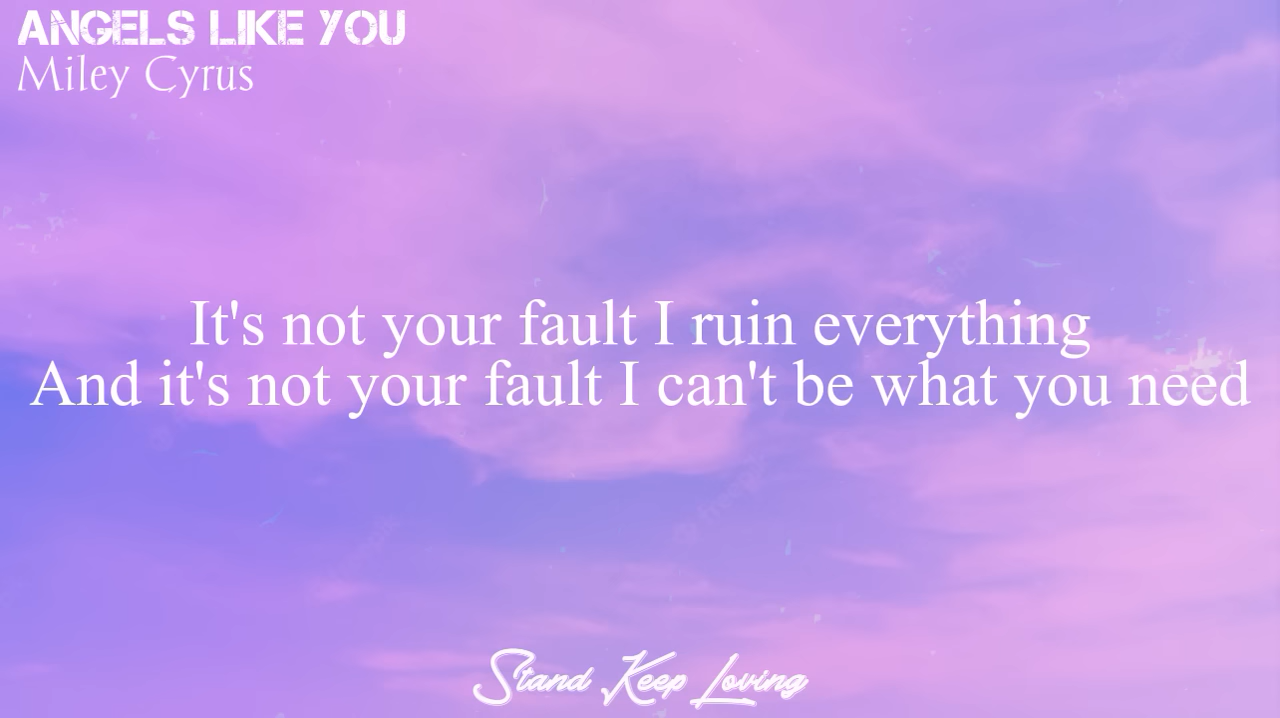 ANGELS LIKE YOU
Miley Cyrus
It's not your fault I ruin everything
And it's not your fault I can't be what you need
Stand Keep Loving